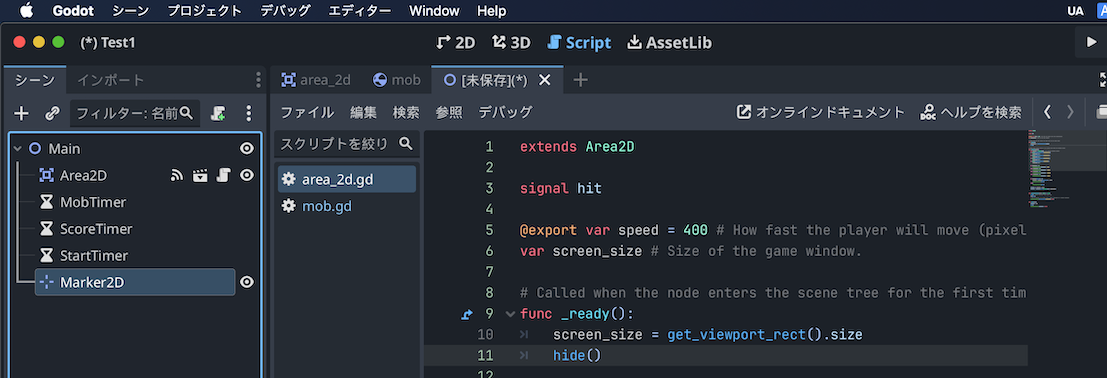 Godot シーン プロジェクト デバッグ エディター Window Help UA
(*) Test1 2D 3D Script AssetLib
シーン インポート area_2d mob [未保存](*)
フィルター: 名前 ファイル 編集 検索 参照 デバッグ オンラインドキュメント ヘルプを検索
Main
Area2D
MobTimer
ScoreTimer
StartTimer
Marker2D
スクリプトを絞り
area_2d.gd
mob.gd
1 extends Area2D
2
3 signal hit
4
5 @export var speed = 400 # How fast the player will move (pixel
6 var screen_size # Size of the game window.
7
8 # Called when the node enters the scene tree for the first tim
9 func _ready():
10 screen_size = get_viewport_rect().size
11 hide()
12